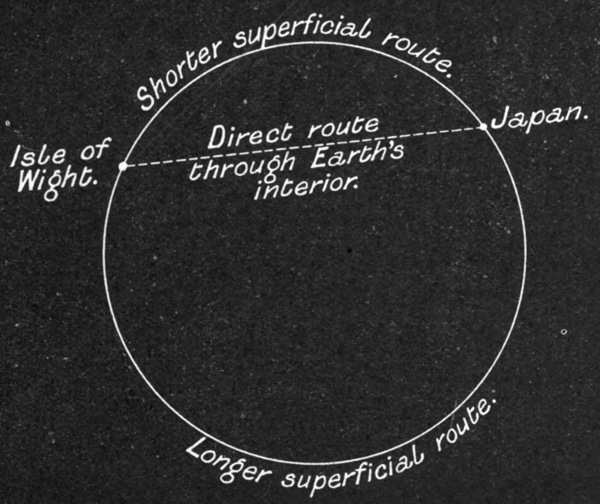 Shorter superficial route.
Isle of
Wight.
Direct route
through Earth's
interior.
Japan.
Longer superficial route.